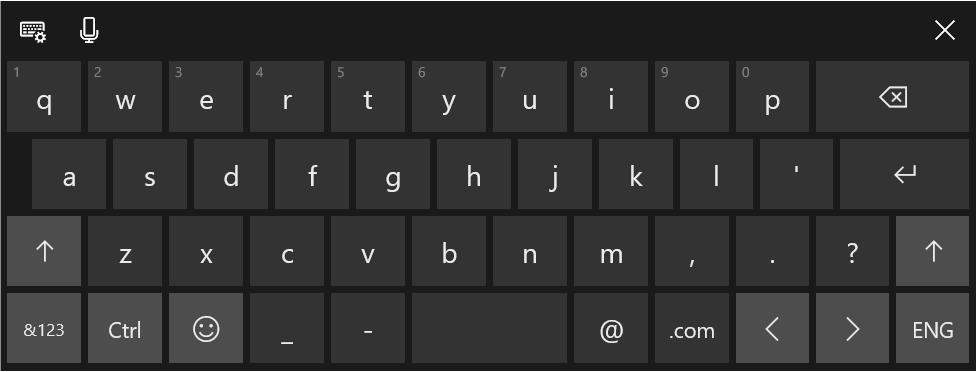 1 2 3 4 5 6 7 8 9 0
q w e r t y u i o p
a s d f g h j k l '
z x c v b n m , . ?
&123 Ctrl _ - @ .com < > ENG